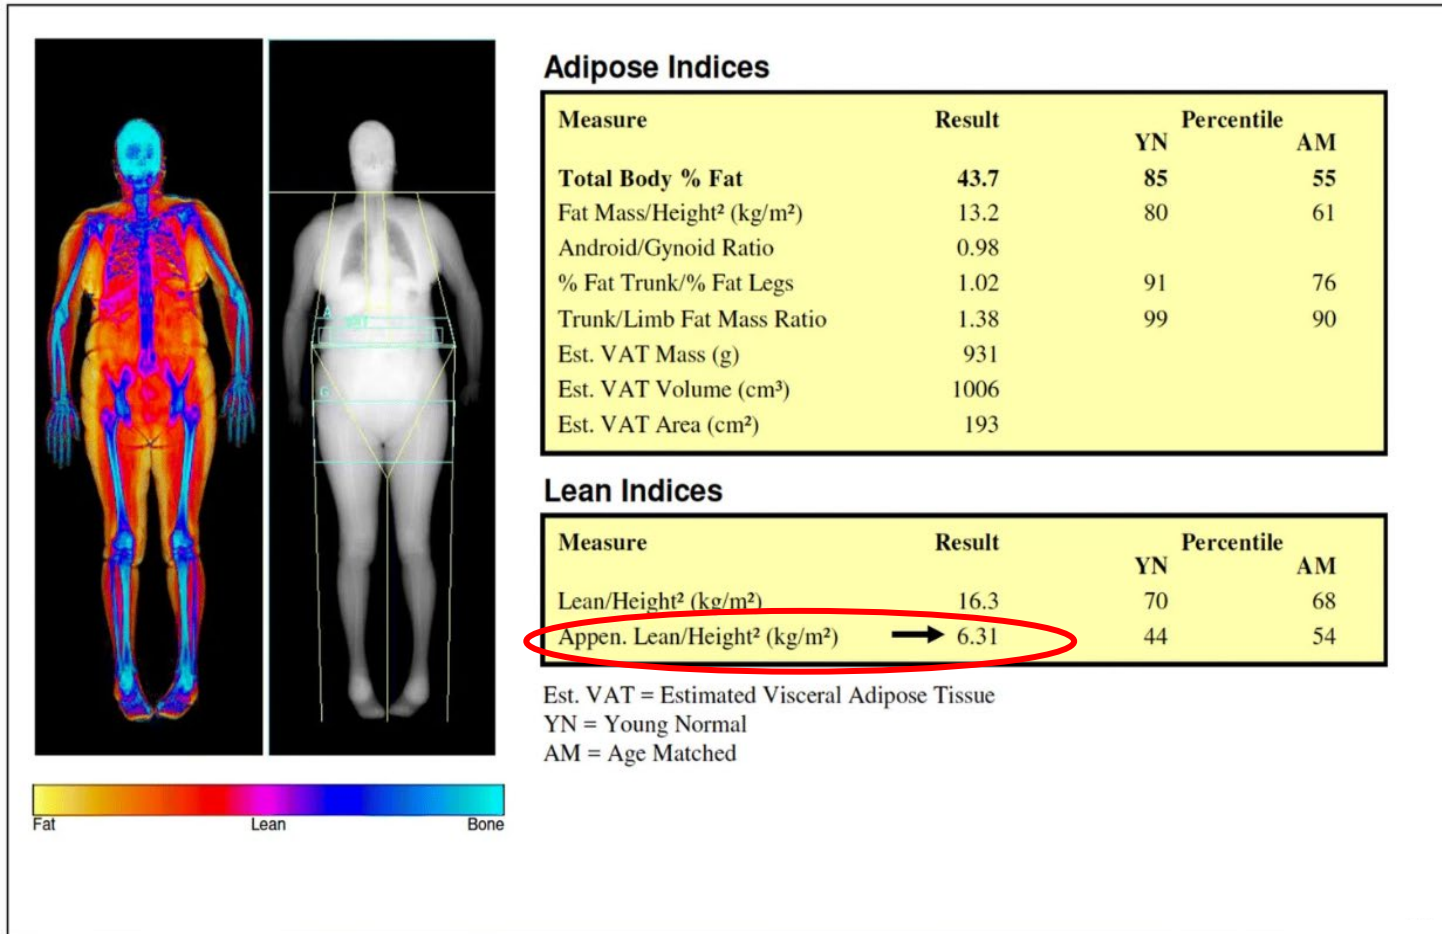 Adipose Indices
Measure Result Percentile
YN AM
Total Body % Fat 43.7 85 55
Fat Mass/Height² (kg/m²) 13.2 80 61
Android/Gynoid Ratio 0.98
% Fat Trunk/% Fat Legs 1.02 91 76
Trunk/Limb Fat Mass Ratio 1.38 99 90
Est. VAT Mass (g) 931
Est. VAT Volume (cm³) 1006
Est. VAT Area (cm²) 193
Lean Indices
Measure Result Percentile
YN AM
Lean/Height² (kg/m²) 16.3 70 68
Appen. Lean/Height² (kg/m²) 6.31 44 54
Est. VAT = Estimated Visceral Adipose Tissue
YN = Young Normal
AM = Age Matched
A
G
Fat Lean Bone